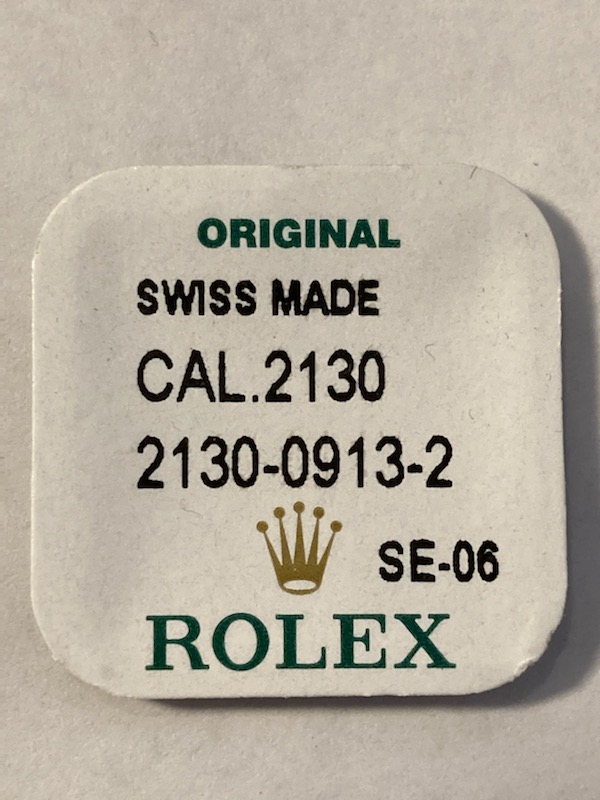 ORIGINAL
SWISS MADE
CAL.2130
2130-0913-2
SE-06
ROLEX